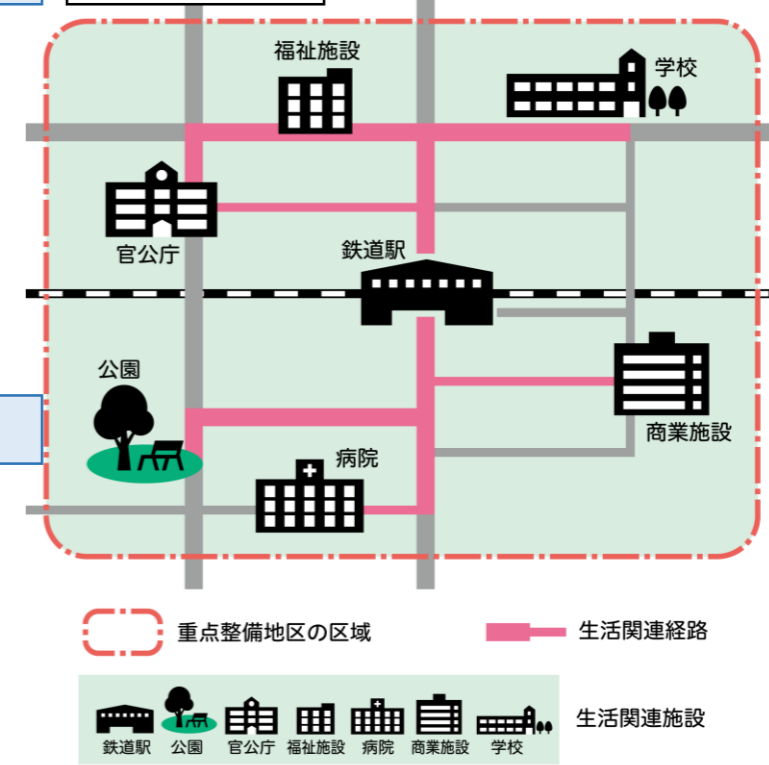 福祉施設
学校
官公庁
鉄道駅
公園
商業施設
病院
重点整備地区の区域
生活関連経路
鉄道駅 公園 官公庁 福祉施設 病院 商業施設 学校
生活関連施設